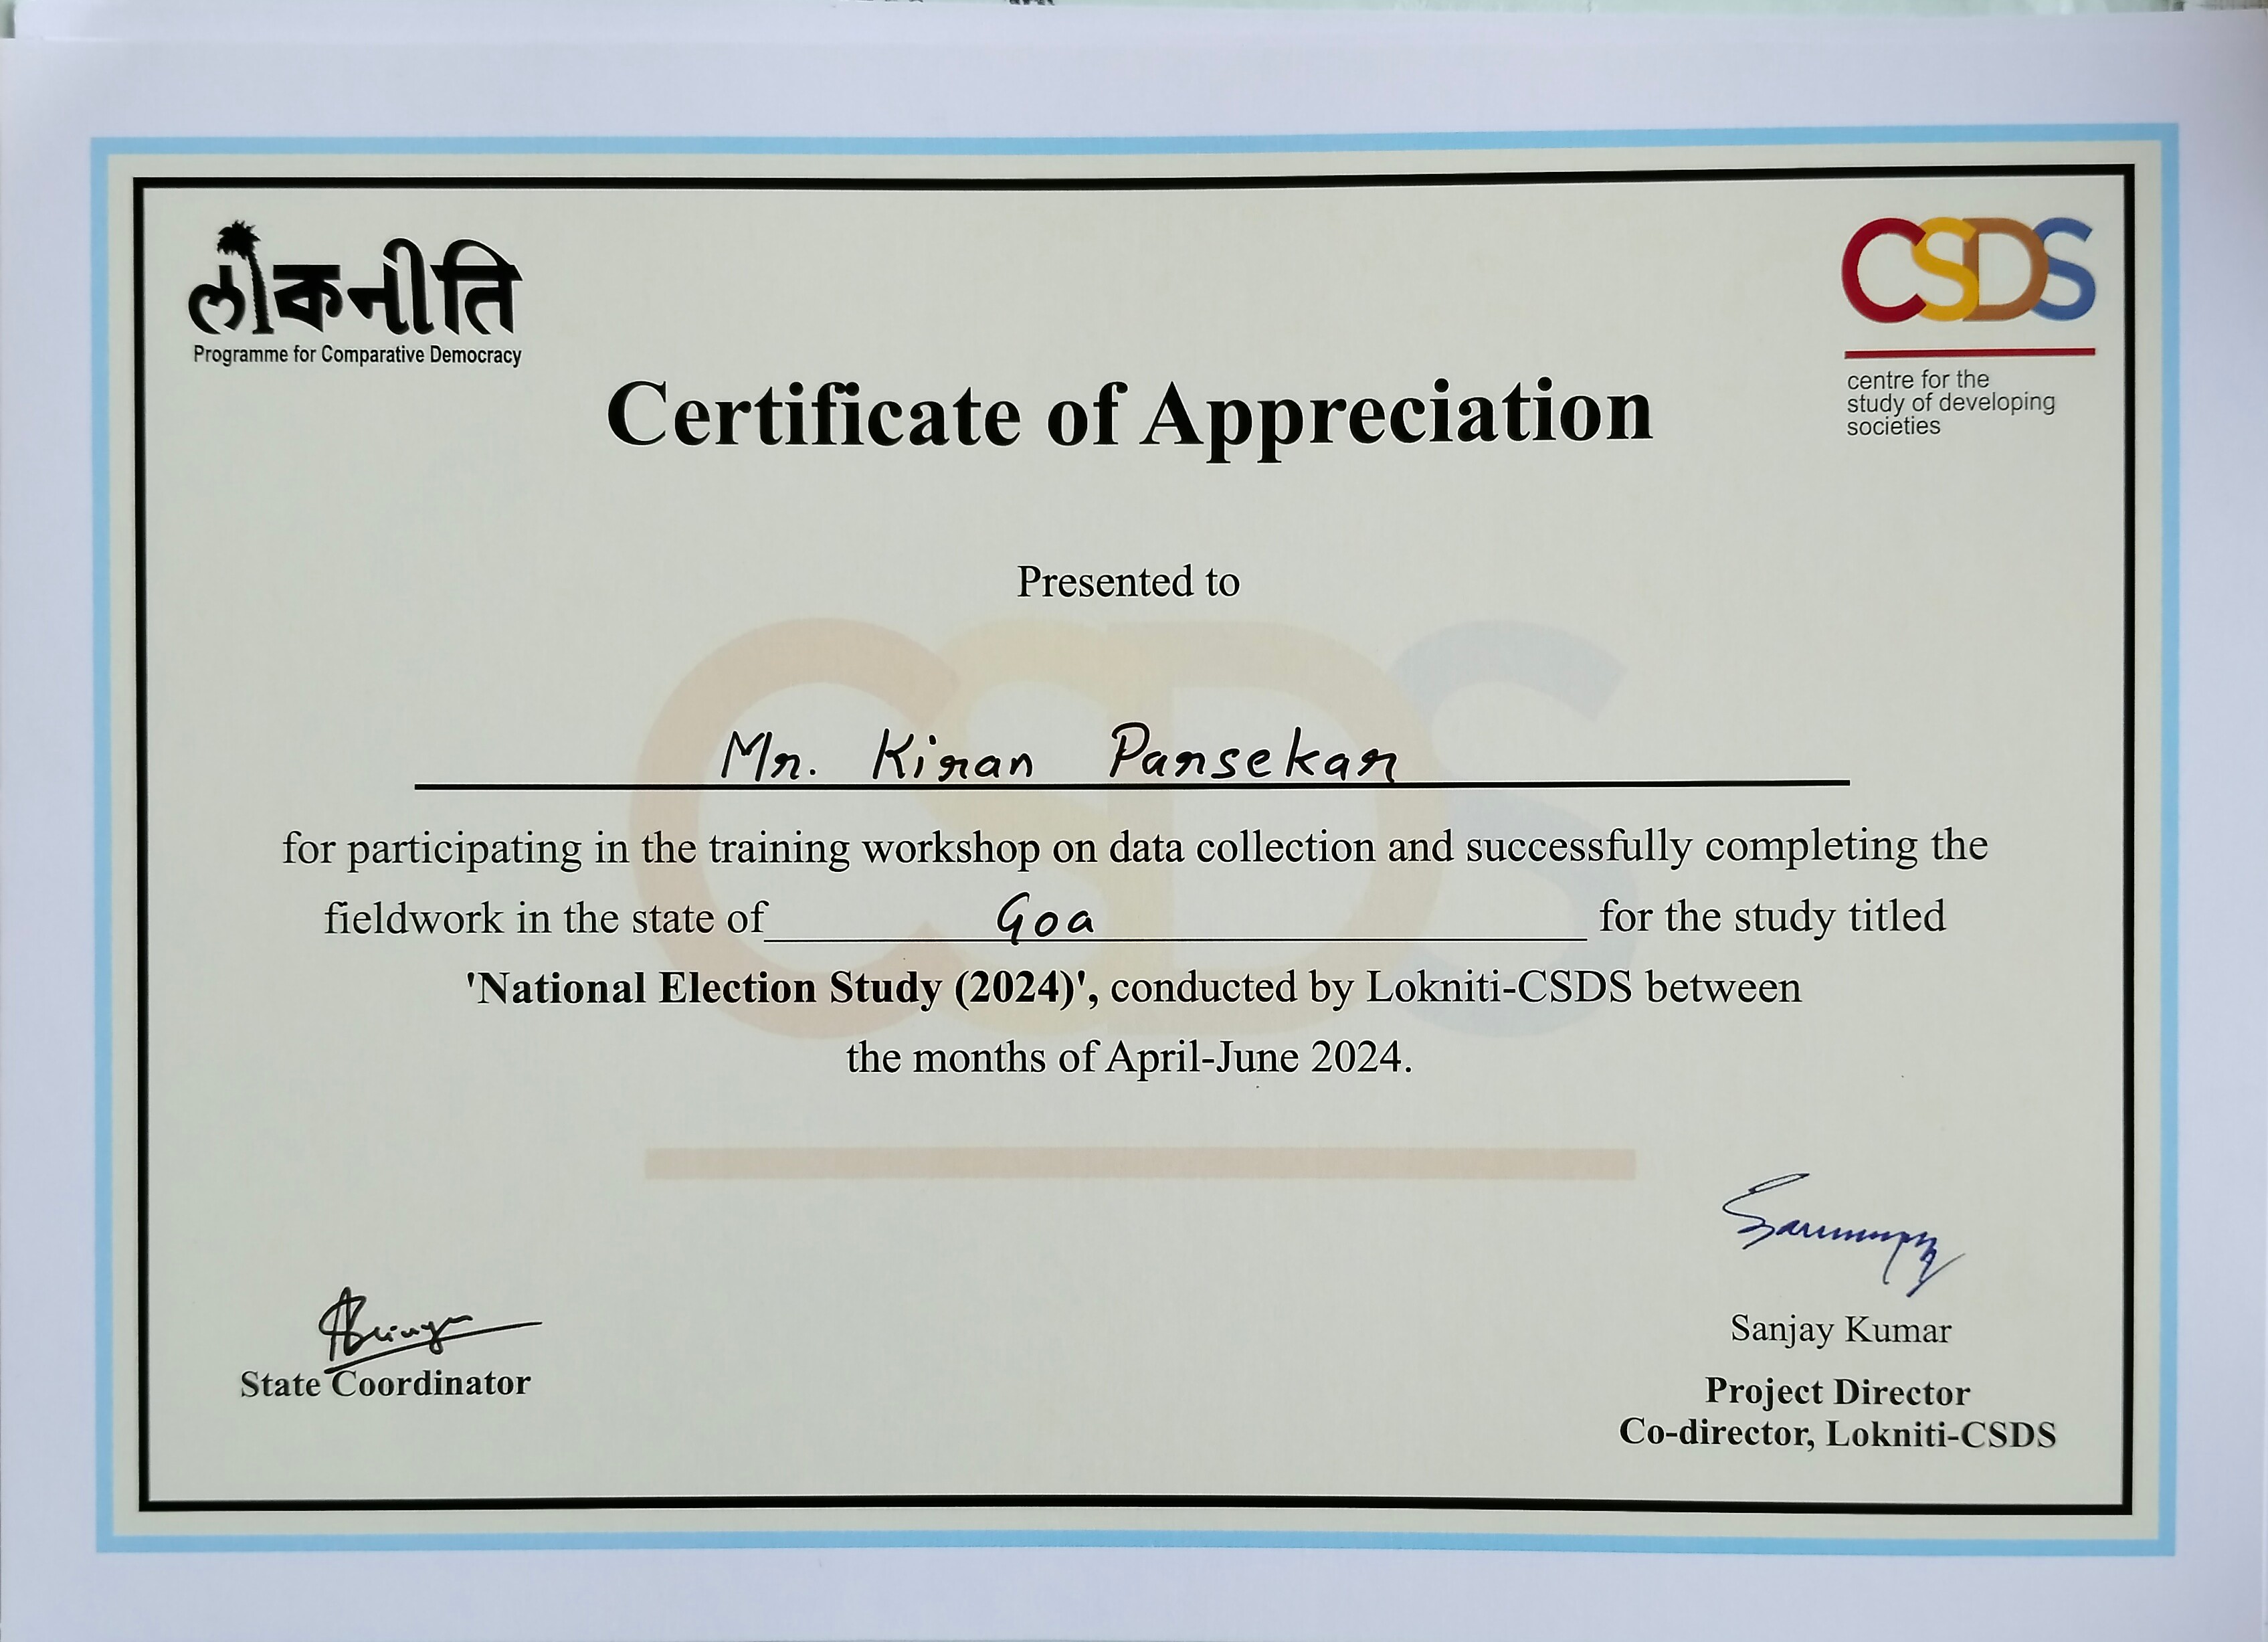 लोकनीति
Programme for Comparative Democracy
CSDS
centre for the
study of developing
societies
Certificate of Appreciation
Presented to
Mr. Kiran Parsekar
for participating in the training workshop on data collection and successfully completing the
fieldwork in the state of Goa for the study titled
'National Election Study (2024)', conducted by Lokniti-CSDS between
the months of April-June 2024.
State Coordinator
Sanjay Kumar
Project Director
Co-director, Lokniti-CSDS